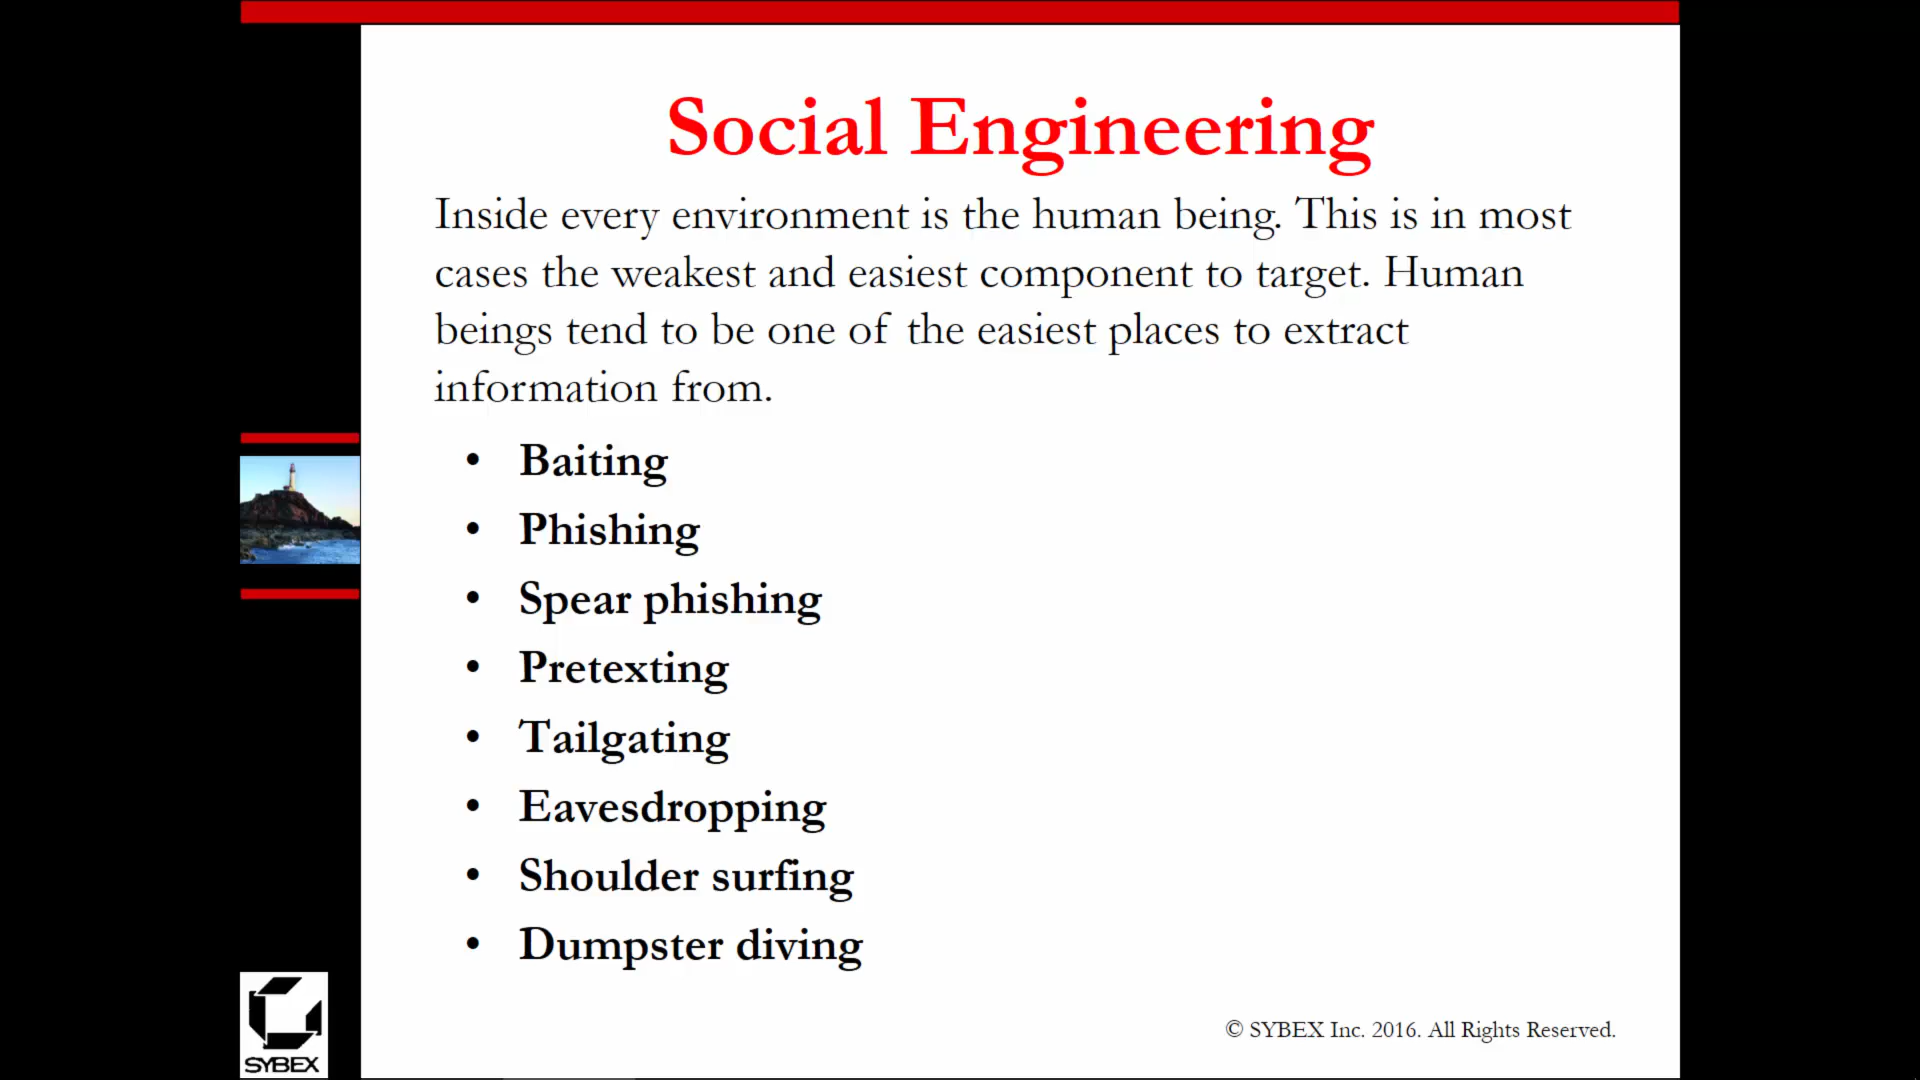 Social Engineering
Inside every environment is the human being. This is in most
cases the weakest and easiest component to target. Human
beings tend to be one of the easiest places to extract
information from.
• Baiting
• Phishing
• Spear phishing
• Pretexting
• Tailgating
• Eavesdropping
• Shoulder surfing
• Dumpster diving
SYBEX
© SYBEX Inc. 2016. All Rights Reserved.